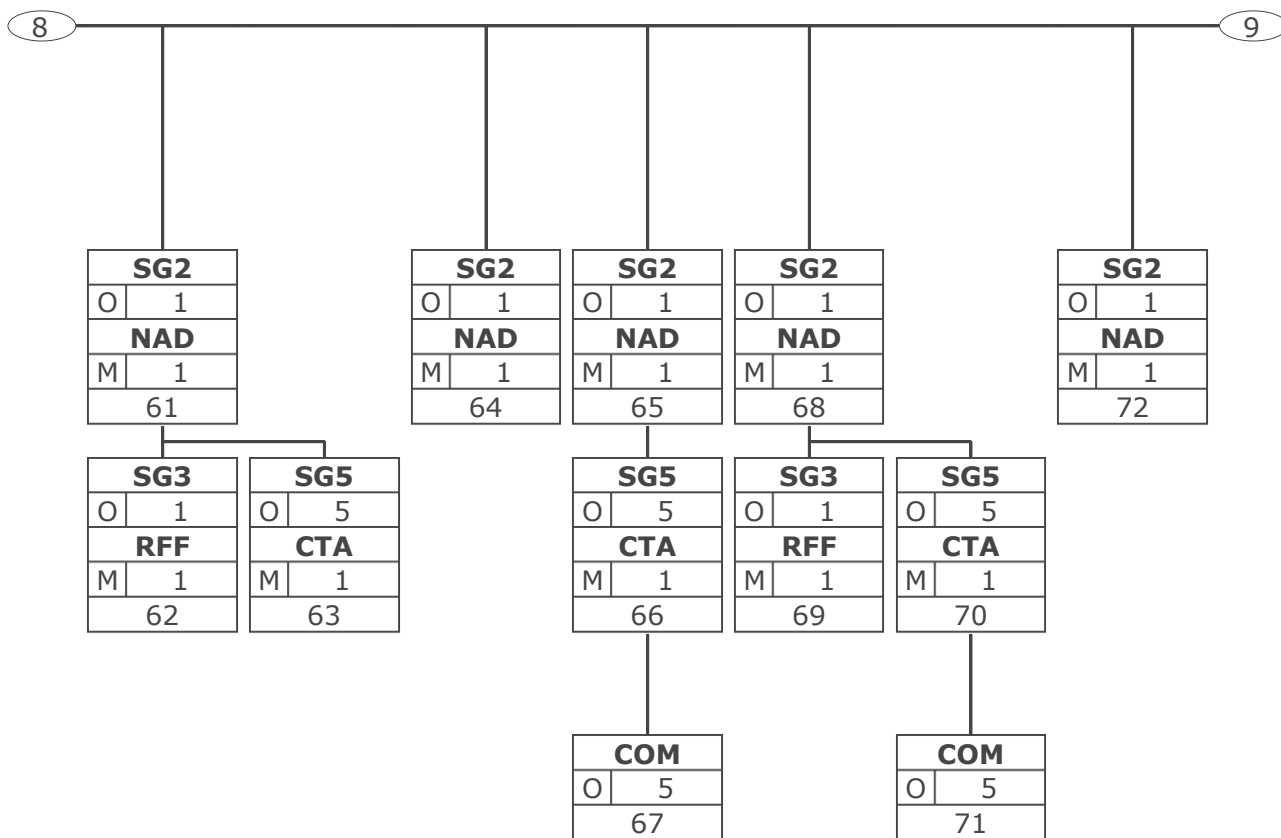 8 9
SG2 SG2 SG2 SG2 SG2
O 1 O 1 O 1 O 1 O 1
NAD NAD NAD NAD NAD
M 1 M 1 M 1 M 1 M 1
61 64 65 68 72
SG3 SG5 SG5 SG3 SG5
O 1 O 5 O 5 O 1 O 5
RFF CTA CTA RFF CTA
M 1 M 1 M 1 M 1 M 1
62 63 66 69 70
COM COM
O 5 O 5
67 71